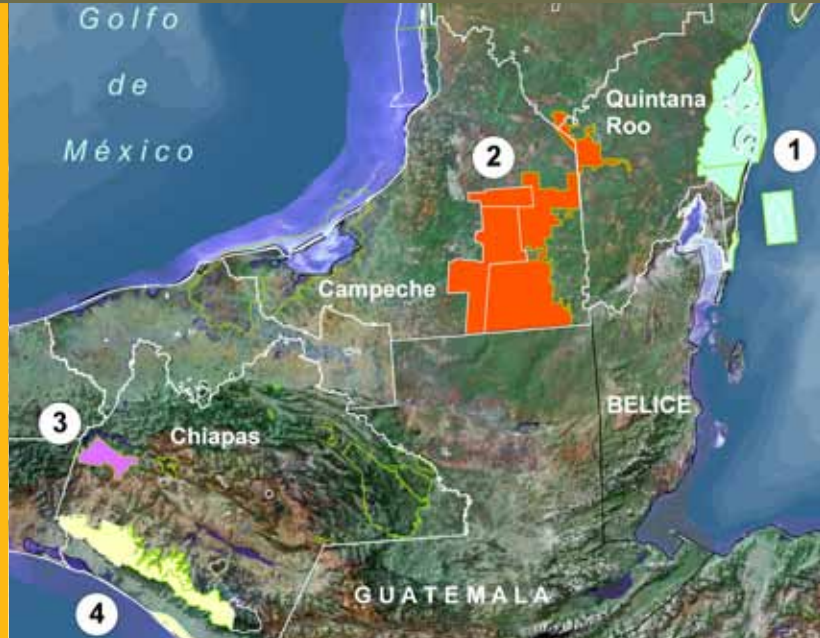 Golfo
de
México
Quintana
Roo
1
2
Campeche
BELICE
3
Chiapas
GUATEMALA
4